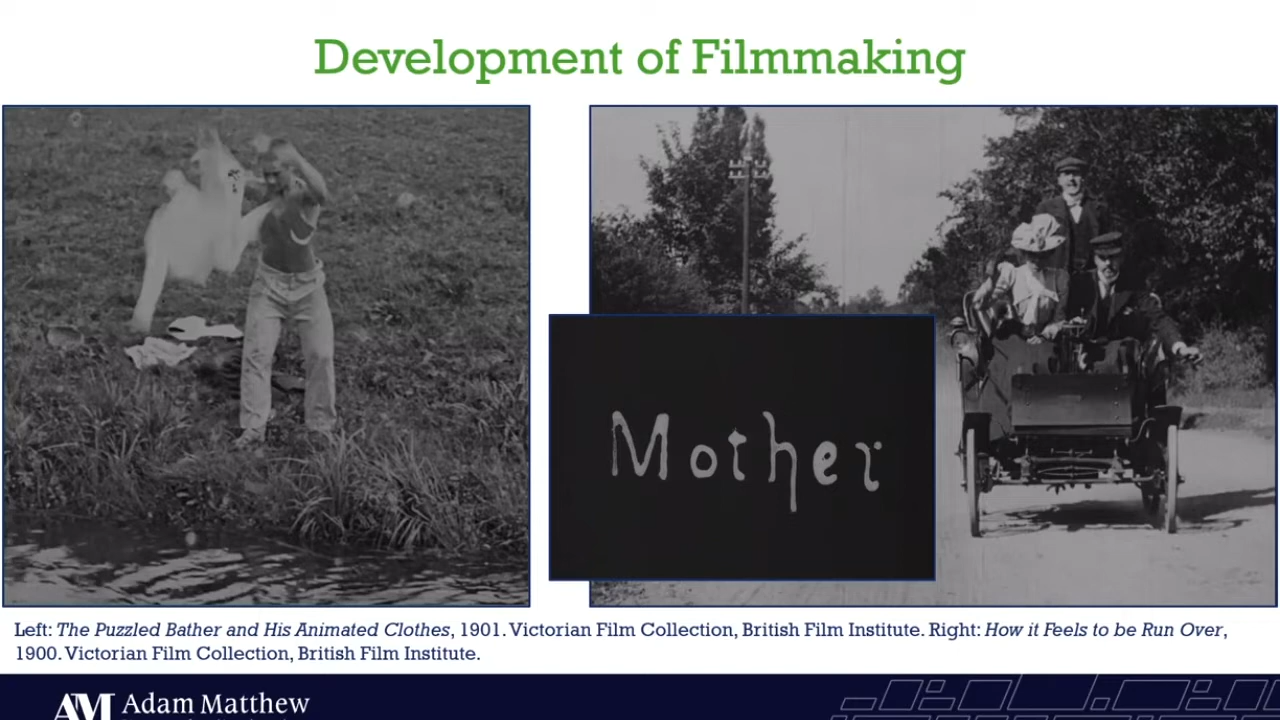 Development of Filmmaking
Mother
Left: The Puzzled Bather and His Animated Clothes, 1901. Victorian Film Collection, British Film Institute. Right: How it Feels to be Run Over,
1900. Victorian Film Collection, British Film Institute.
AM Adam Matthew